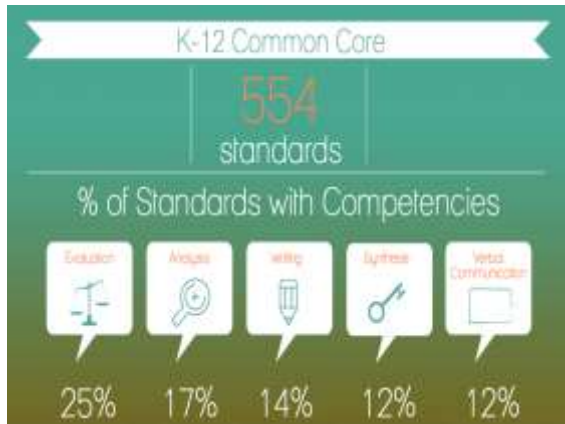 K-12 Common Core
554
standards
% of Standards with Competencies
Evaluation Analysis Writing Synthesis Verbal
Communication
25% 17% 14% 12% 12%